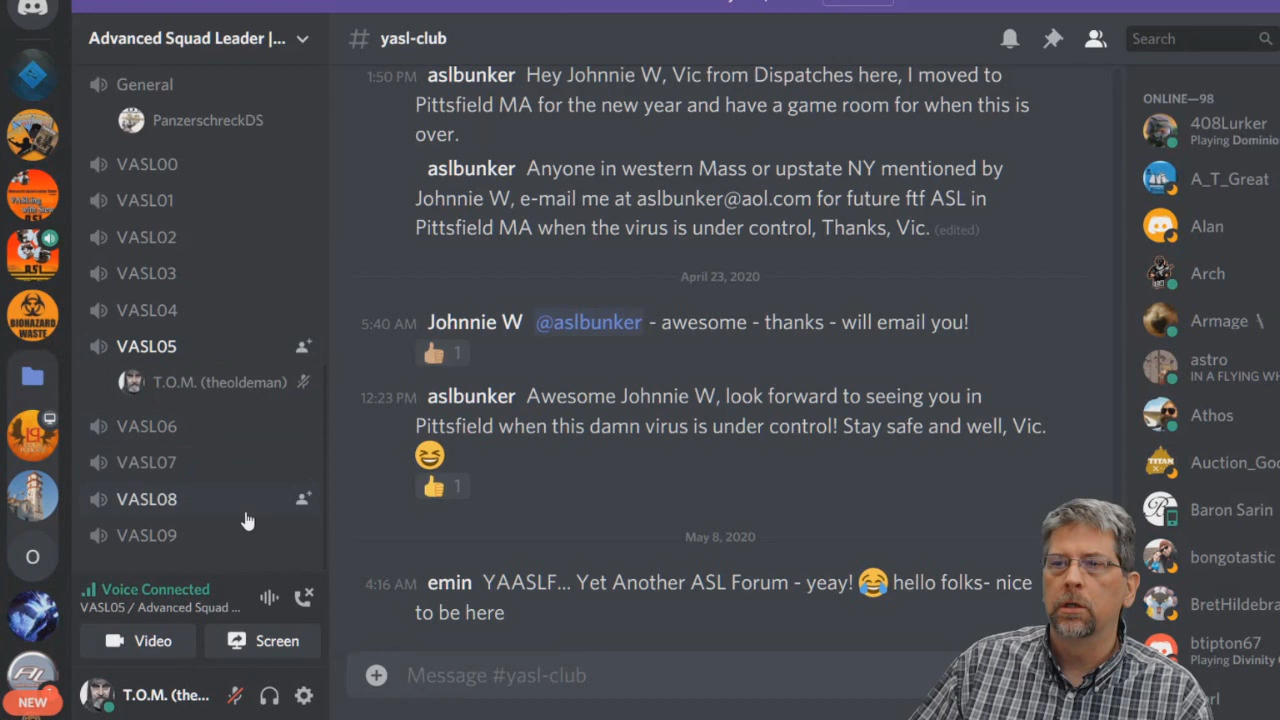 Advanced Squad Leader |...
# yasl-club
Search
General
PanzerschreckDS
VASL00
VASL01
VASL02
VASL03
VASL04
VASL05
T.O.M. (theoldeman)
VASL06
VASL07
VASL08
VASL09
Voice Connected
VASL05 / Advanced Squad ...
Video
Screen
T.O.M. (the...
NEW
O
BIOHAZARD
WASTE
1:50 PM aslbunker Hey Johnnie W, Vic from Dispatches here, I moved to
Pittsfield MA for the new year and have a game room for when this is
over.
aslbunker Anyone in western Mass or upstate NY mentioned by
Johnnie W, e-mail me at aslbunker@aol.com for future ftf ASL in
Pittsfield MA when the virus is under control, Thanks, Vic. (edited)
April 23, 2020
5:40 AM Johnnie W @aslbunker - awesome - thanks - will email you!
1
12:23 PM aslbunker Awesome Johnnie W, look forward to seeing you in
Pittsfield when this damn virus is under control! Stay safe and well, Vic.
1
May 8, 2020
4:16 AM emin YAASLF... Yet Another ASL Forum - yeay! 😂 hello folks- nice
to be here
Message #yasl-club
ONLINE—98
408Lurker
Playing Dominio
A_T_Great
Alan
Arch
Armage \
astro
IN A FLYING WH
Athos
Auction_Goo
Baron Sarin
bongotastic
BretHildebra
btipton67
Playing Divinity